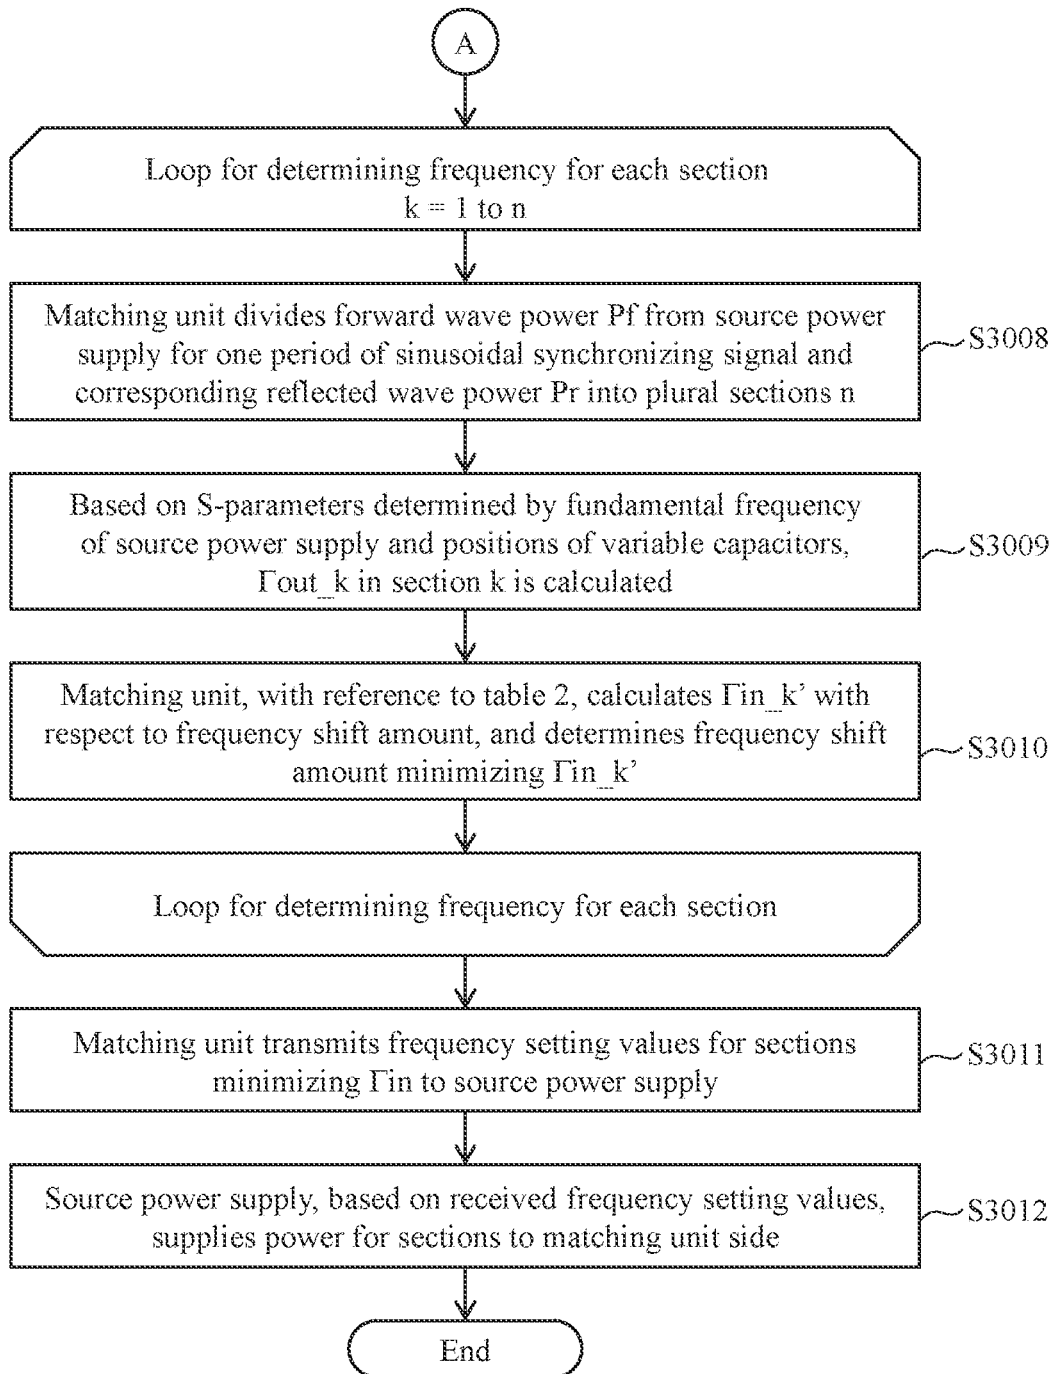 A
Loop for determining frequency for each section
k = 1 to n
Matching unit divides forward wave power Pf from source power
supply for one period of sinusoidal synchronizing signal and
corresponding reflected wave power Pr into plural sections n
S3008
Based on S-parameters determined by fundamental frequency
of source power supply and positions of variable capacitors,
Γout_k in section k is calculated
S3009
Matching unit, with reference to table 2, calculates Γin_k’ with
respect to frequency shift amount, and determines frequency shift
amount minimizing Γin_k’
S3010
Loop for determining frequency for each section
Matching unit transmits frequency setting values for sections
minimizing Γin to source power supply
S3011
Source power supply, based on received frequency setting values,
supplies power for sections to matching unit side
S3012
End